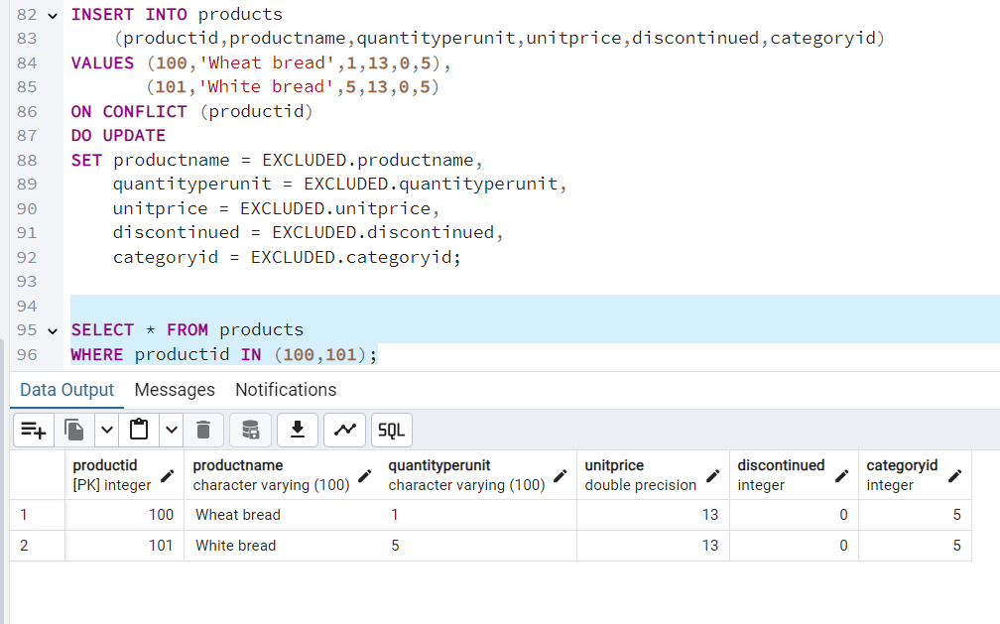 82 INSERT INTO products
83 (productid,productname,quantityperunit,unitprice,discontinued,categoryid)
84 VALUES (100,'Wheat bread',1,13,0,5),
85 (101,'White bread',5,13,0,5)
86 ON CONFLICT (productid)
87 DO UPDATE
88 SET productname = EXCLUDED.productname,
89 quantityperunit = EXCLUDED.quantityperunit,
90 unitprice = EXCLUDED.unitprice,
91 discontinued = EXCLUDED.discontinued,
92 categoryid = EXCLUDED.categoryid;
93
94
95 SELECT * FROM products
96 WHERE productid IN (100,101);
Data Output Messages Notifications
SQL
productid productname quantityperunit unitprice discontinued categoryid
[PK] integer character varying (100) character varying (100) double precision integer integer
1 100 Wheat bread 1 13 0 5
2 101 White bread 5 13 0 5